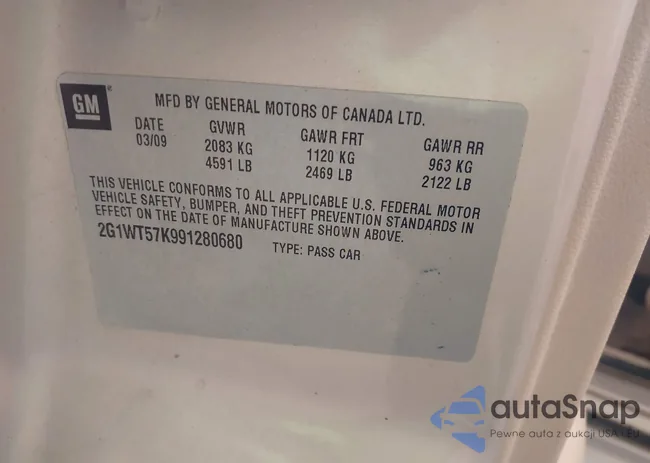 GM
MFD BY GENERAL MOTORS OF CANADA LTD.
DATE GVWR GAWR FRT GAWR RR
03/09 2083 KG 1120 KG 963 KG
4591 LB 2469 LB 2122 LB
THIS VEHICLE CONFORMS TO ALL APPLICABLE U.S. FEDERAL MOTOR
VEHICLE SAFETY, BUMPER, AND THEFT PREVENTION STANDARDS IN
EFFECT ON THE DATE OF MANUFACTURE SHOWN ABOVE.
2G1WT57K991280680 TYPE: PASS CAR
autaSnap
Pewne auta z aukcji USA i EU